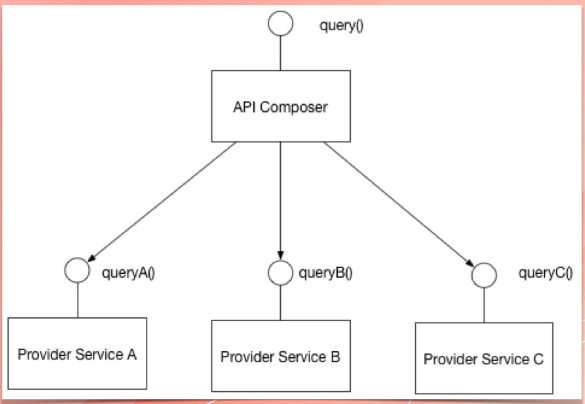 query()
API Composer
queryA()
queryB()
queryC()
Provider Service A
Provider Service B
Provider Service C